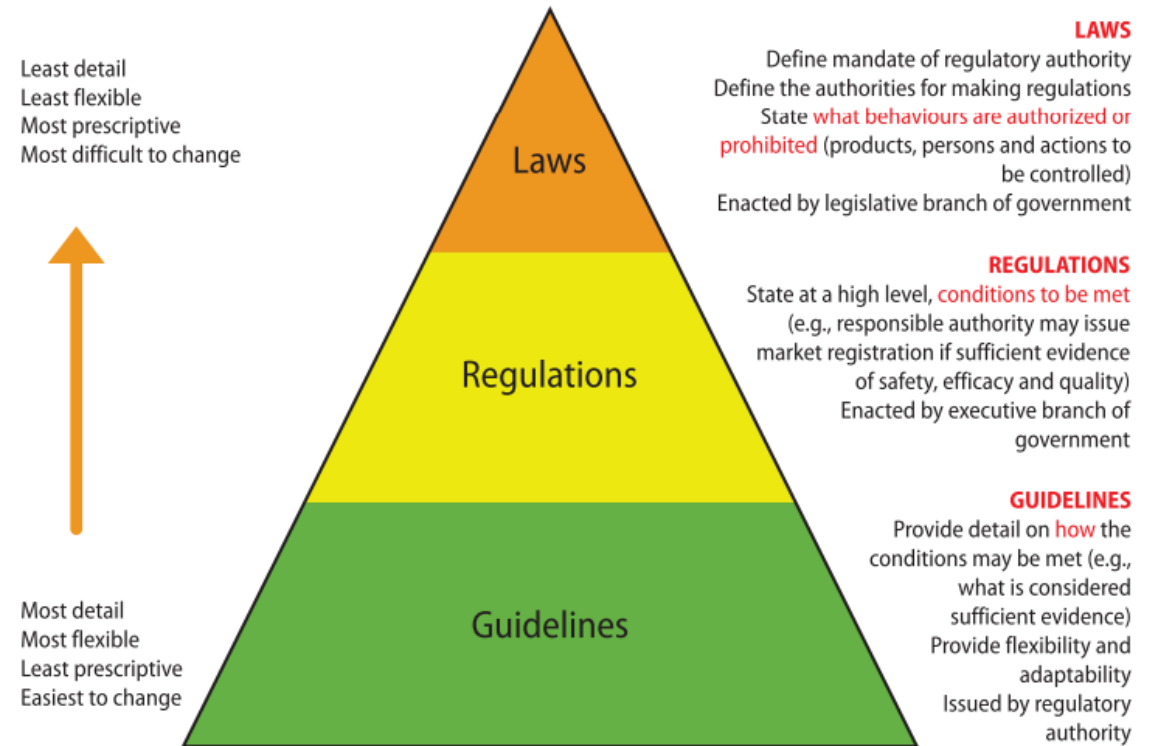 Least detail
Least flexible
Most prescriptive
Most difficult to change
Most detail
Most flexible
Least prescriptive
Easiest to change
Laws
Regulations
Guidelines
LAWS
Define mandate of regulatory authority
Define the authorities for making regulations
State what behaviours are authorized or
prohibited (products, persons and actions to
be controlled)
Enacted by legislative branch of government
REGULATIONS
State at a high level, conditions to be met
(e.g., responsible authority may issue
market registration if sufficient evidence
of safety, efficacy and quality)
Enacted by executive branch of
government
GUIDELINES
Provide detail on how the
conditions may be met (e.g.,
what is considered
sufficient evidence)
Provide flexibility and
adaptability
Issued by regulatory
authority